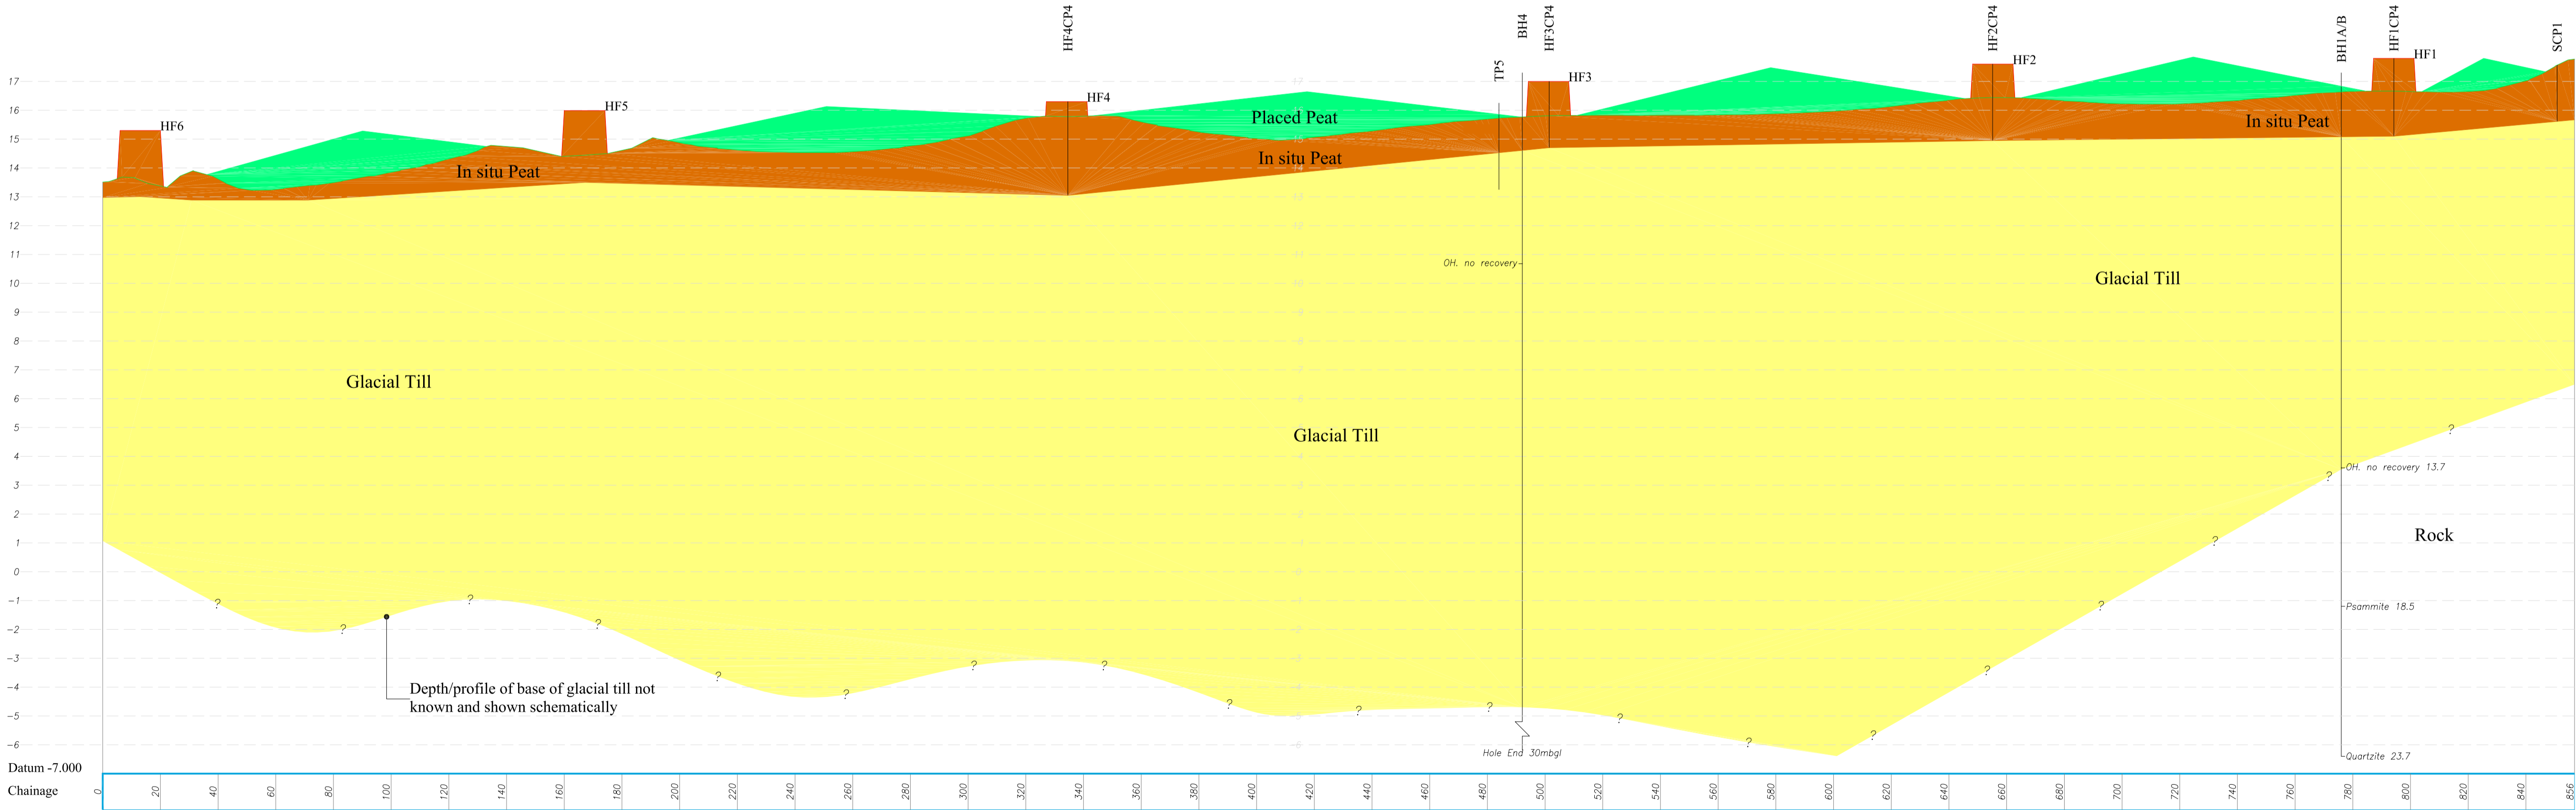 HF4CP4
BH4
HF3CP4
HF2CP4
BH1A/B
HF1CP4
SCP1
TP5
HF6
HF5
HF4
HF3
HF2
HF1
17
16
15
14
13
12
11
10
9
8
7
6
5
4
3
2
1
0
-1
-2
-3
-4
-5
-6
Placed Peat
In situ Peat
In situ Peat
In situ Peat
OH. no recovery
Glacial Till
Glacial Till
Glacial Till
OH. no recovery 13.7
Rock
Psammite 18.5
Quartzite 23.7
Hole End 30mbgl
Depth/profile of base of glacial till not
known and shown schematically
? ? ? ? ? ? ? ? ? ? ? ? ? ? ? ? ? ? ? ?
Datum -7.000
Chainage
0 20 40 60 80 100 120 140 160 180 200 220 240 260 280 300 320 340 360 380 400 420 440 460 480 500 520 540 560 580 600 620 640 660 680 700 720 740 760 780 800 820 840